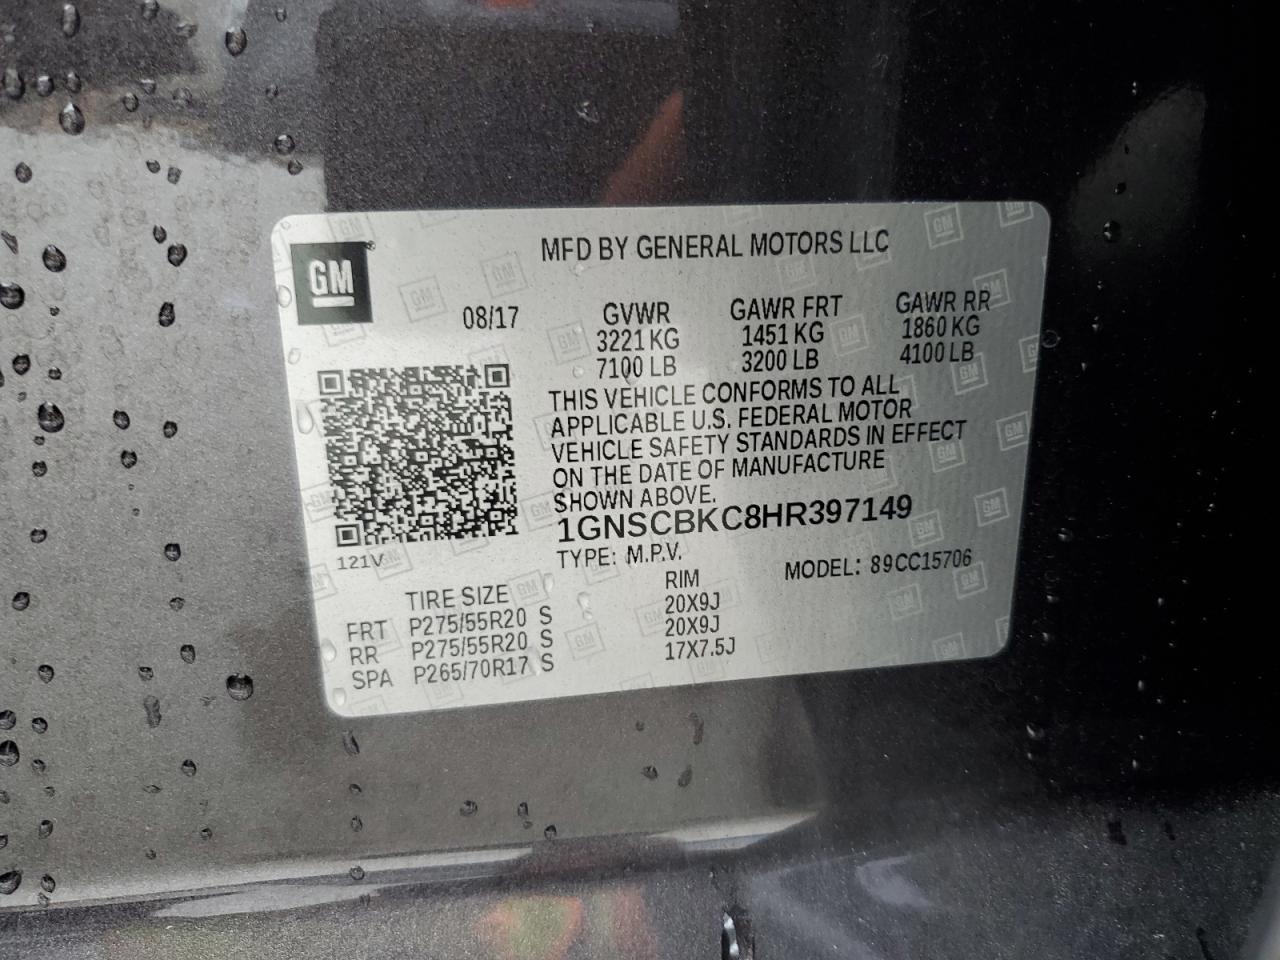 GM
MFD BY GENERAL MOTORS LLC
08/17
GVWR GAWR FRT GAWR RR
3221 KG 1451 KG 1860 KG
7100 LB 3200 LB 4100 LB
THIS VEHICLE CONFORMS TO ALL
APPLICABLE U.S. FEDERAL MOTOR
VEHICLE SAFETY STANDARDS IN EFFECT
ON THE DATE OF MANUFACTURE
SHOWN ABOVE.
1GNSCBKC8HR397149
121V
TYPE: M.P.V. MODEL: 89CC15706
TIRE SIZE RIM
FRT P275/55R20 S 20X9J
RR P275/55R20 S 20X9J
SPA P265/70R17 S 17X7.5J